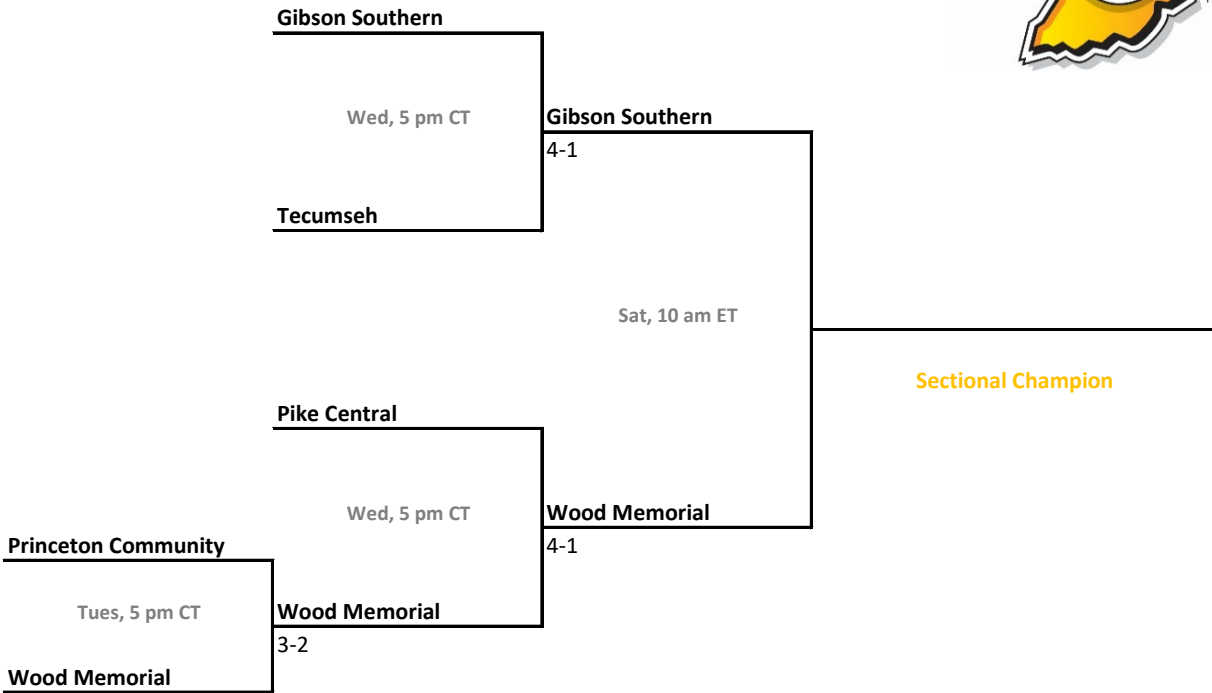 Gibson Southern
Wed, 5 pm CT
Gibson Southern
4-1
Tecumseh
Sat, 10 am ET
Sectional Champion
Pike Central
Wed, 5 pm CT
Wood Memorial
4-1
Princeton Community
Tues, 5 pm CT
Wood Memorial
3-2
Wood Memorial